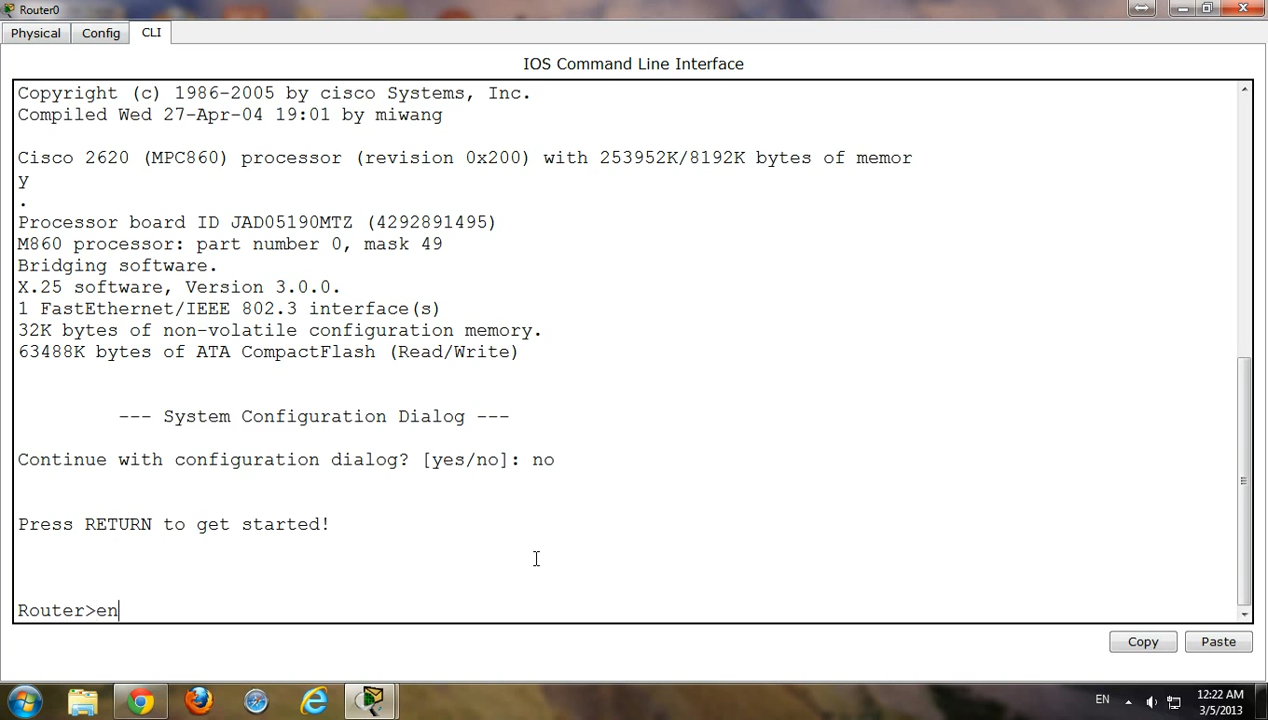 Router0
Physical
Config
CLI
IOS Command Line Interface
Copyright (c) 1986-2005 by cisco Systems, Inc.
Compiled Wed 27-Apr-04 19:01 by miwang
Cisco 2620 (MPC860) processor (revision 0x200) with 253952K/8192K bytes of memor
y
.
Processor board ID JAD05190MTZ (4292891495)
M860 processor: part number 0, mask 49
Bridging software.
X.25 software, Version 3.0.0.
1 FastEthernet/IEEE 802.3 interface(s)
32K bytes of non-volatile configuration memory.
63488K bytes of ATA CompactFlash (Read/Write)
--- System Configuration Dialog ---
Continue with configuration dialog? [yes/no]: no
Press RETURN to get started!
Router>en
Copy
Paste
EN
12:22 AM
3/5/2013